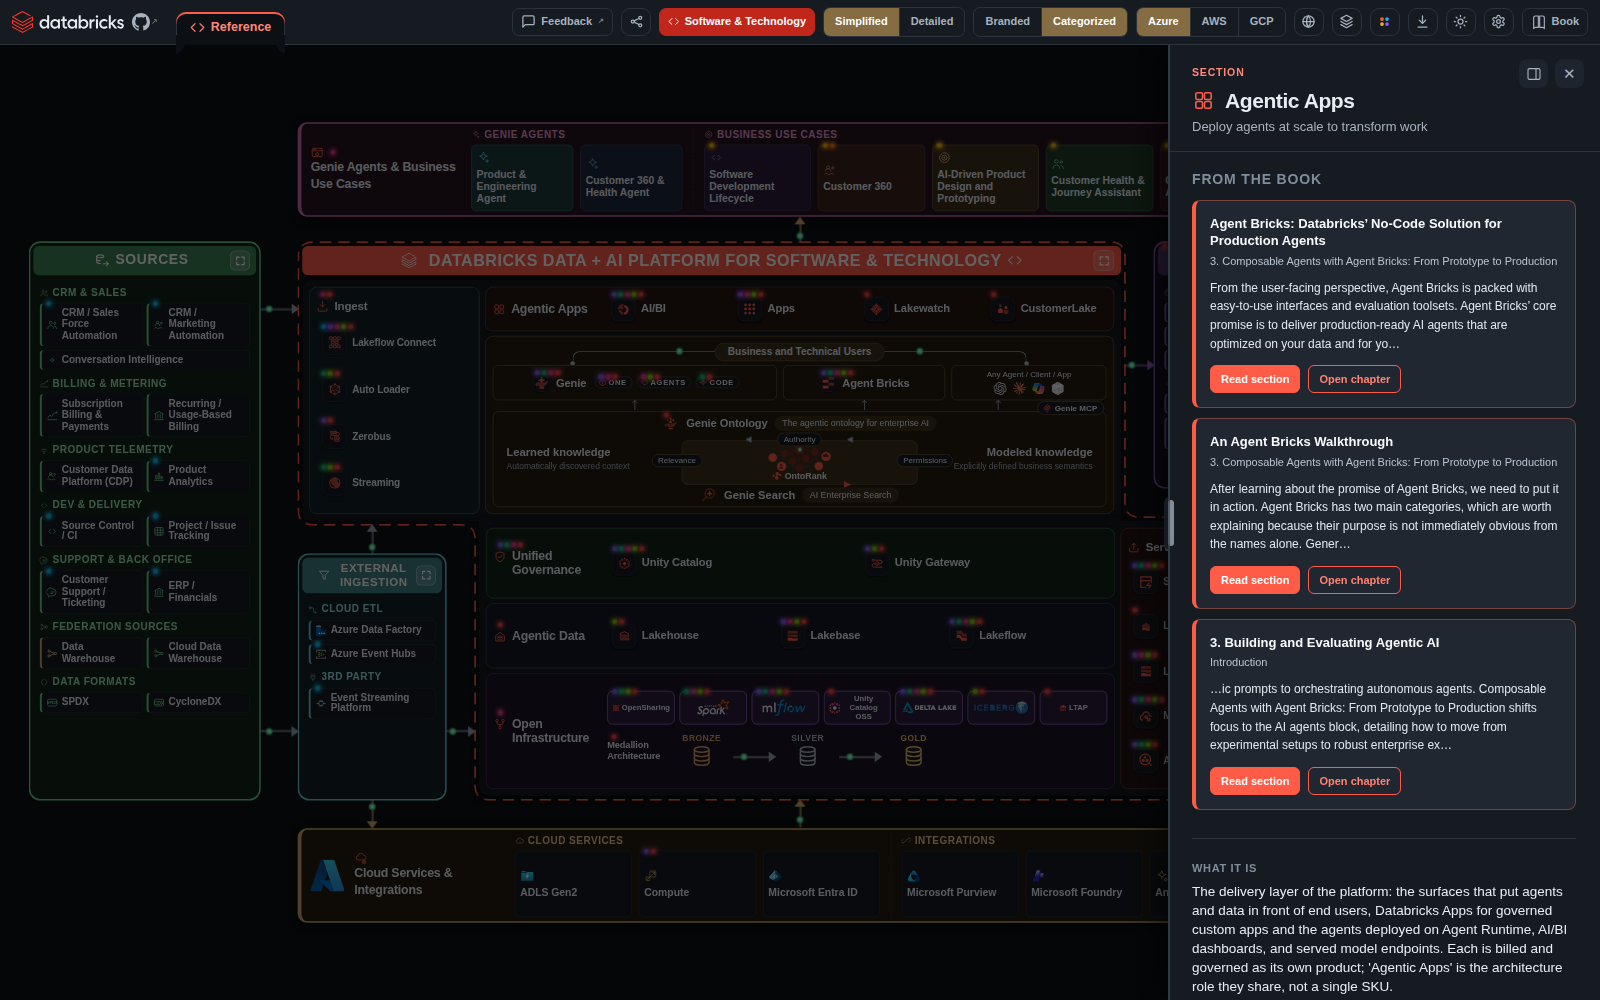 databricks
Reference
Feedback
Software & Technology
Simplified
Detailed
Branded
Categorized
Azure
AWS
GCP
Book
GENIE AGENTS
BUSINESS USE CASES
Genie Agents & Business
Use Cases
Product &
Engineering
Agent
Customer 360 &
Health Agent
Software
Development
Lifecycle
Customer 360
AI-Driven Product
Design and
Prototyping
Customer Health &
Journey Assistant
SOURCES
CRM & SALES
CRM / Sales
Force
Automation
CRM /
Marketing
Automation
Conversation Intelligence
BILLING & METERING
Subscription
Billing &
Payments
Recurring /
Usage-Based
Billing
PRODUCT TELEMETRY
Customer Data
Platform (CDP)
Product
Analytics
DEV & DELIVERY
Source Control
/ CI
Project / Issue
Tracking
SUPPORT & BACK OFFICE
Customer
Support /
Ticketing
ERP /
Financials
FEDERATION SOURCES
Data
Warehouse
Cloud Data
Warehouse
DATA FORMATS
SPDX
CycloneDX
DATABRICKS DATA + AI PLATFORM FOR SOFTWARE & TECHNOLOGY
Ingest
Lakeflow Connect
Auto Loader
Zerobus
Streaming
Agentic Apps
AI/BI
Apps
Lakewatch
CustomerLake
Business and Technical Users
Genie
ONE
AGENTS
CODE
Agent Bricks
Any Agent / Client / App
Genie MCP
Genie Ontology
The agentic ontology for enterprise AI
Learned knowledge
Automatically discovered context
Authority
Relevance
Permissions
OntoRank
Modeled knowledge
Explicitly defined business semantics
Genie Search
AI Enterprise Search
Unified
Governance
Unity Catalog
Unity Gateway
Agentic Data
Lakehouse
Lakebase
Lakeflow
Open
Infrastructure
OpenSharing
Spark
mlflow
Unity
Catalog
OSS
DELTA LAKE
ICEBERG
LTAP
Medallion
Architecture
BRONZE
SILVER
GOLD
EXTERNAL
INGESTION
CLOUD ETL
Azure Data Factory
Azure Event Hubs
3RD PARTY
Event Streaming
Platform
Cloud Services &
Integrations
CLOUD SERVICES
ADLS Gen2
Compute
Microsoft Entra ID
INTEGRATIONS
Microsoft Purview
Microsoft Foundry
SECTION
Agentic Apps
Deploy agents at scale to transform work
FROM THE BOOK
Agent Bricks: Databricks’ No-Code Solution for
Production Agents
3. Composable Agents with Agent Bricks: From Prototype to Production
From the user-facing perspective, Agent Bricks is packed with
easy-to-use interfaces and evaluation toolsets. Agent Bricks’ core
promise is to deliver production-ready AI agents that are
optimized on your data and for yo…
Read section
Open chapter
An Agent Bricks Walkthrough
3. Composable Agents with Agent Bricks: From Prototype to Production
After learning about the promise of Agent Bricks, we need to put it
in action. Agent Bricks has two main categories, which are worth
explaining because their purpose is not immediately obvious from
the names alone. Gener…
Read section
Open chapter
3. Building and Evaluating Agentic AI
Introduction
…ic prompts to orchestrating autonomous agents. Composable
Agents with Agent Bricks: From Prototype to Production shifts
focus to the AI agents block, detailing how to move from
experimental setups to robust enterprise ex…
Read section
Open chapter
WHAT IT IS
The delivery layer of the platform: the surfaces that put agents
and data in front of end users, Databricks Apps for governed
custom apps and the agents deployed on Agent Runtime, AI/BI
dashboards, and served model endpoints. Each is billed and
governed as its own product; 'Agentic Apps' is the architecture
role they share, not a single SKU.